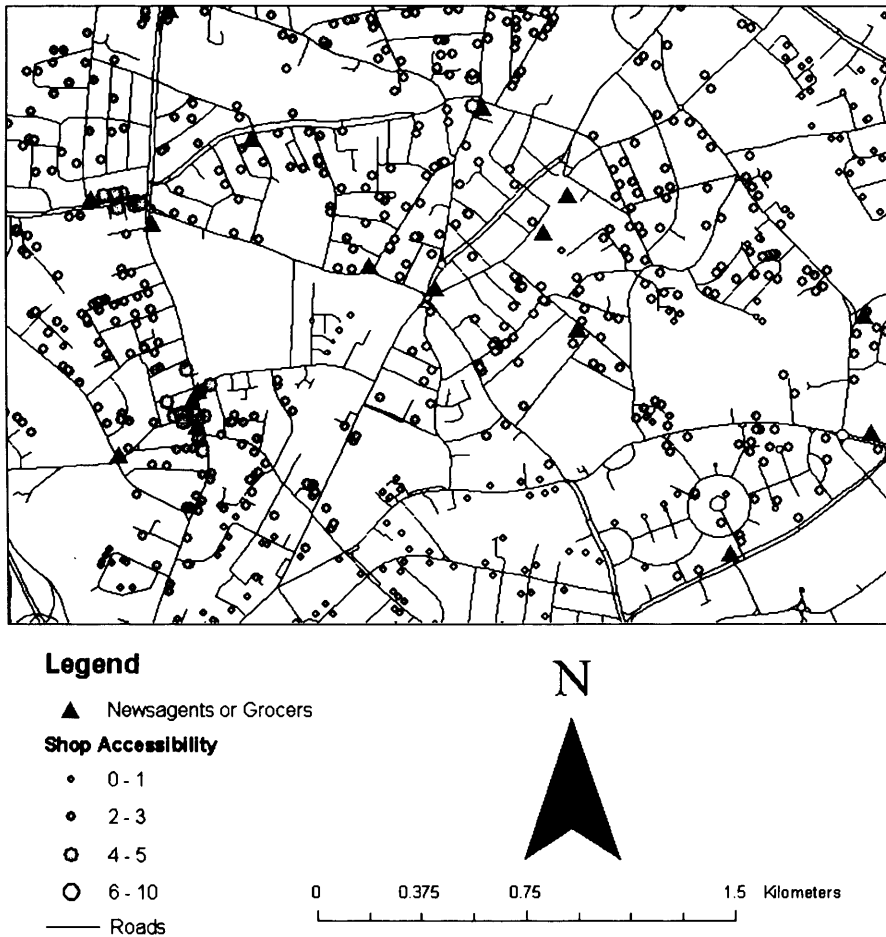 Legend
N
Newsagents or Grocers
Shop Accessibility
0 - 1
2 - 3
4 - 5
6 - 10
Roads
0 0.375 0.75 1.5 Kilometers